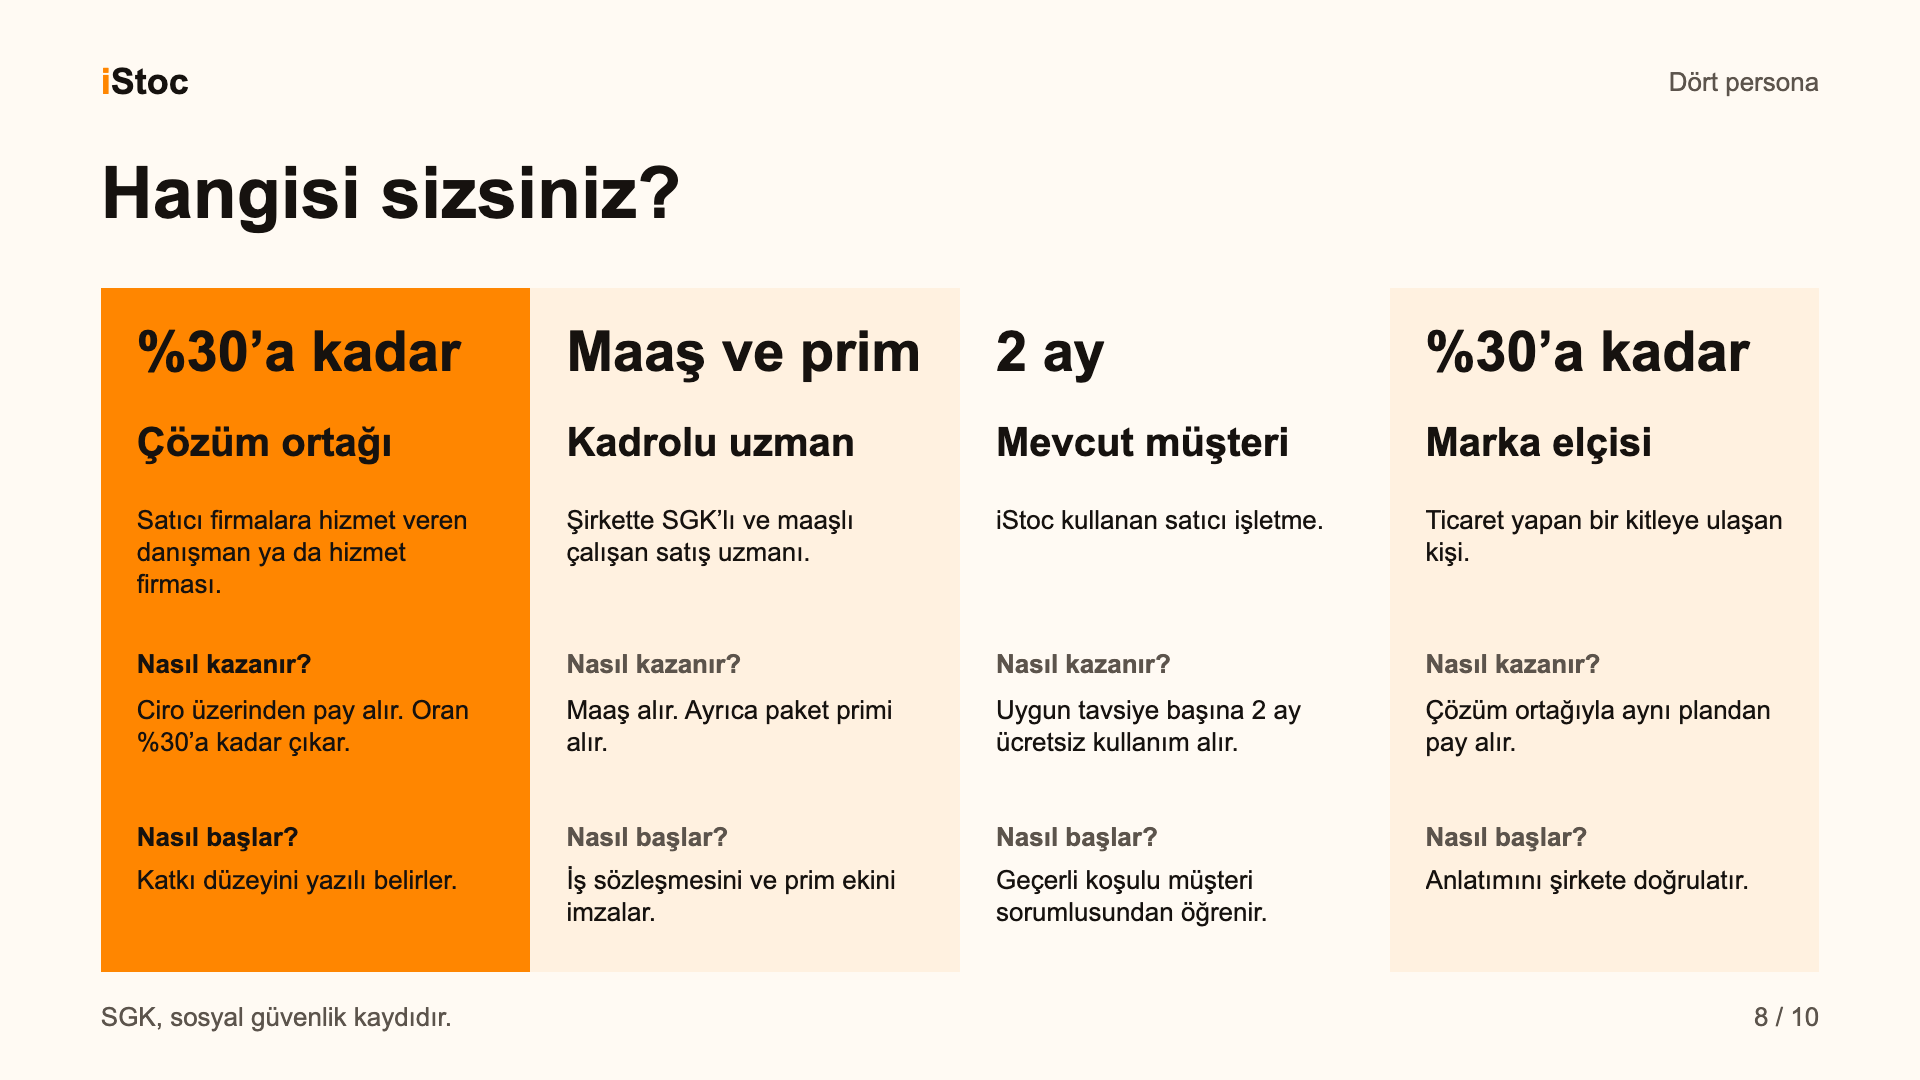 iStoc
Dört persona
Hangisi sizsiniz?
%30’a kadar
Çözüm ortağı
Satıcı firmalara hizmet veren
danışman ya da hizmet
firması.
Nasıl kazanır?
Ciro üzerinden pay alır. Oran
%30’a kadar çıkar.
Nasıl başlar?
Katkı düzeyini yazılı belirler.
Maaş ve prim
Kadrolu uzman
Şirkette SGK’lı ve maaşlı
çalışan satış uzmanı.
Nasıl kazanır?
Maaş alır. Ayrıca paket primi
alır.
Nasıl başlar?
İş sözleşmesini ve prim ekini
imzalar.
2 ay
Mevcut müşteri
iStoc kullanan satıcı işletme.
Nasıl kazanır?
Uygun tavsiye başına 2 ay
ücretsiz kullanım alır.
Nasıl başlar?
Geçerli koşulu müşteri
sorumlusundan öğrenir.
%30’a kadar
Marka elçisi
Ticaret yapan bir kitleye ulaşan
kişi.
Nasıl kazanır?
Çözüm ortağıyla aynı plandan
pay alır.
Nasıl başlar?
Anlatımını şirkete doğrulatır.
SGK, sosyal güvenlik kaydıdır.
8 / 10